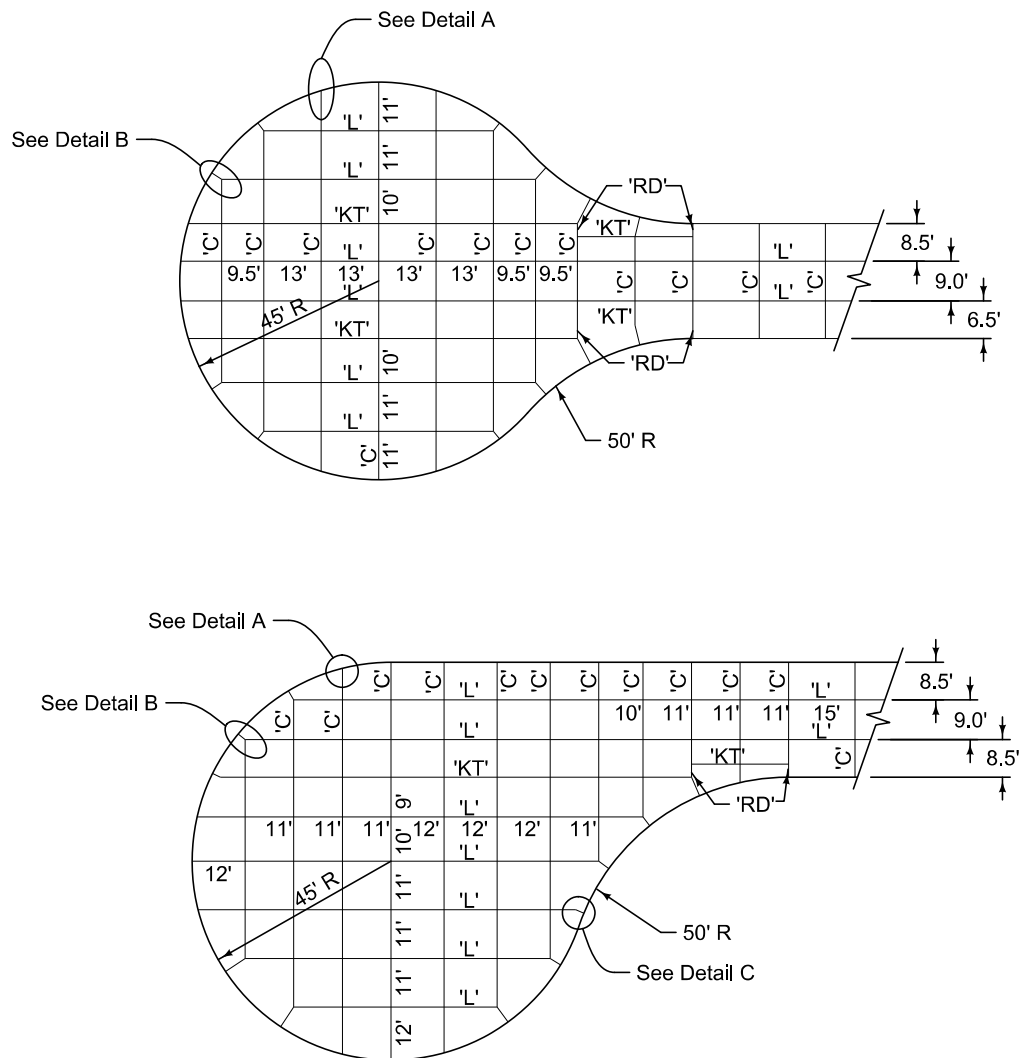 See Detail A
11'
'L'
See Detail B
11'
'L'
10'
'KT'
'RD'
'KT'
'C'
'C'
'C'
'L'
'C'
'C'
'C'
'L'
8.5'
9.5'
13'
13'
13'
13'
9.5'
9.5'
'C'
'C'
'C'
'L'
'C'
9.0'
'L'
45' R
'KT'
'KT'
6.5'
'L'
10'
'RD'
'L'
11'
50' R
'C'
11'
See Detail A
'C'
'C'
'L'
'C'
'C'
'C'
'C'
'C'
'C'
'L'
8.5'
See Detail B
'C'
'C'
'L'
10'
11'
11'
11'
15'
'L'
9.0'
'KT'
'KT'
'C'
8.5'
9'
'L'
'RD'
11'
11'
11'
12'
12'
12'
11'
10'
'L'
12'
45' R
11'
'L'
11'
50' R
'L'
See Detail C
11'
'L'
12'